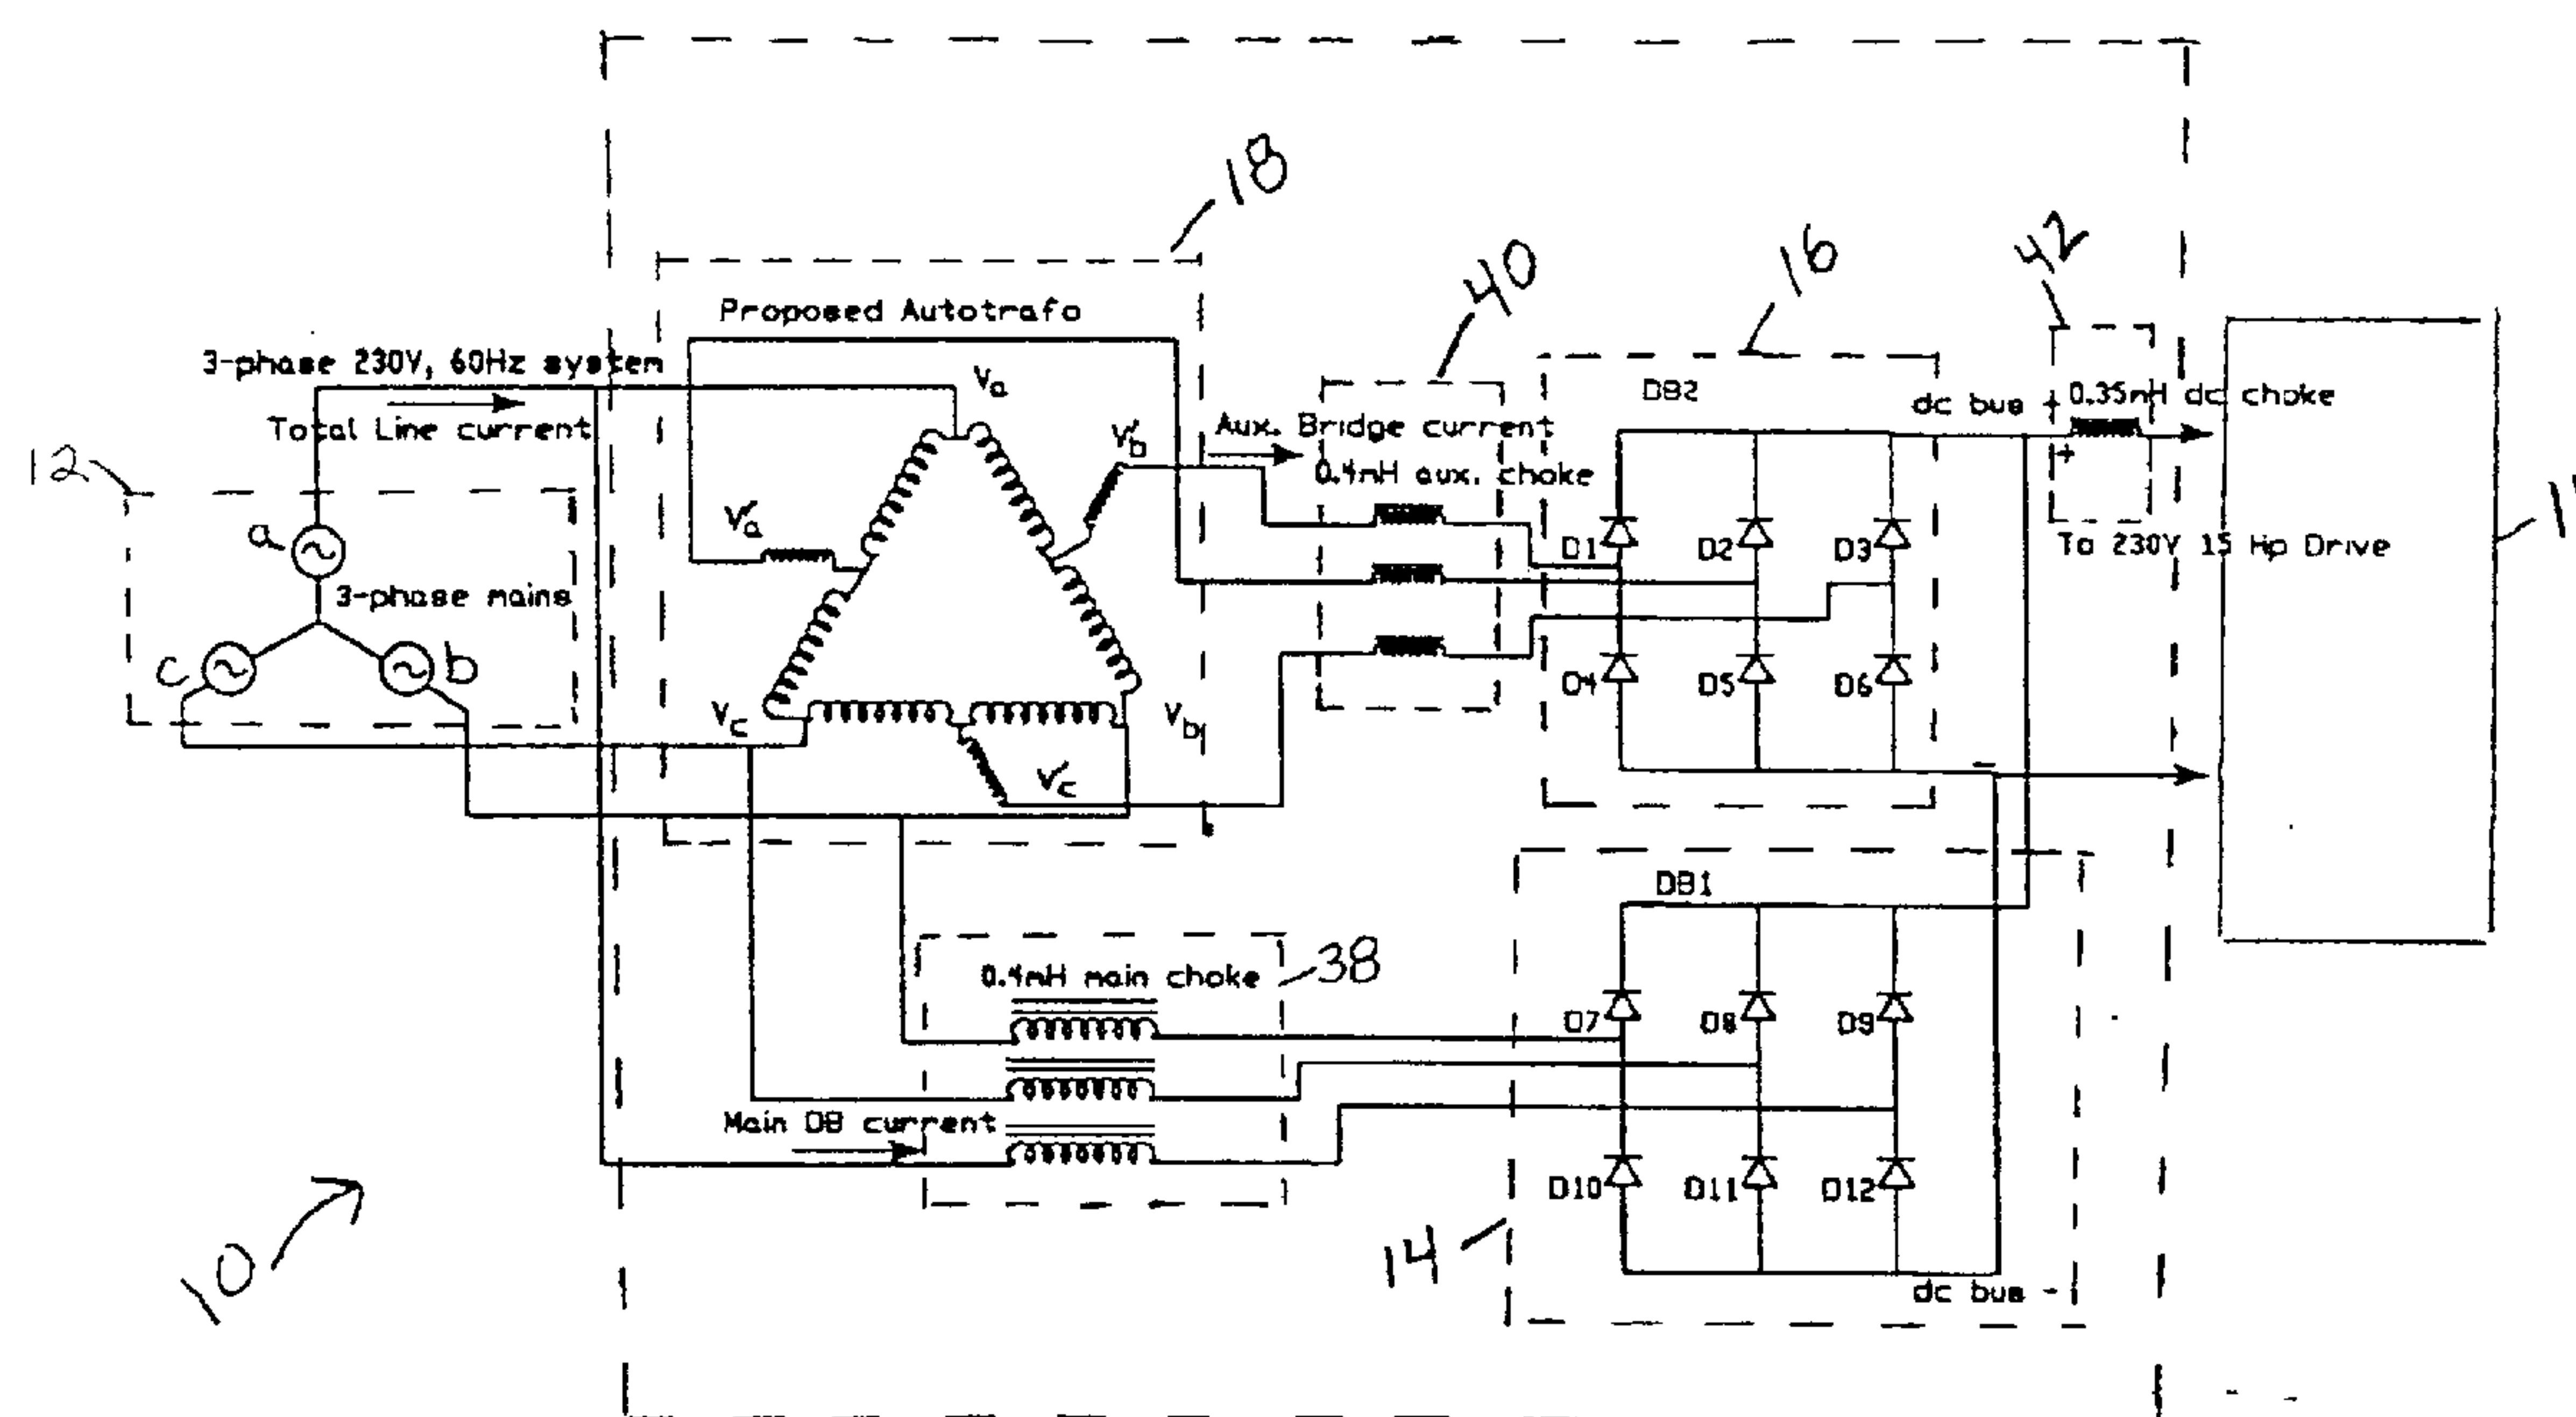 18
40
16
42
Proposed Autotrafo
3-phase 230V, 60Hz system
Total Line current
Va
V'b
V'a
Vc
Vb
V'c
Aux. Bridge current
0.4mH aux. choke
DB2
dc bus +
0.35mH dc choke
+
To 230V 15 Hp Drive
12
a
3-phase mains
c
b
D1
D2
D3
D4
D5
D6
-
DB1
0.4mH main choke
38
D7
D8
D9
Main DB current
D10
D11
D12
14
dc bus -
10